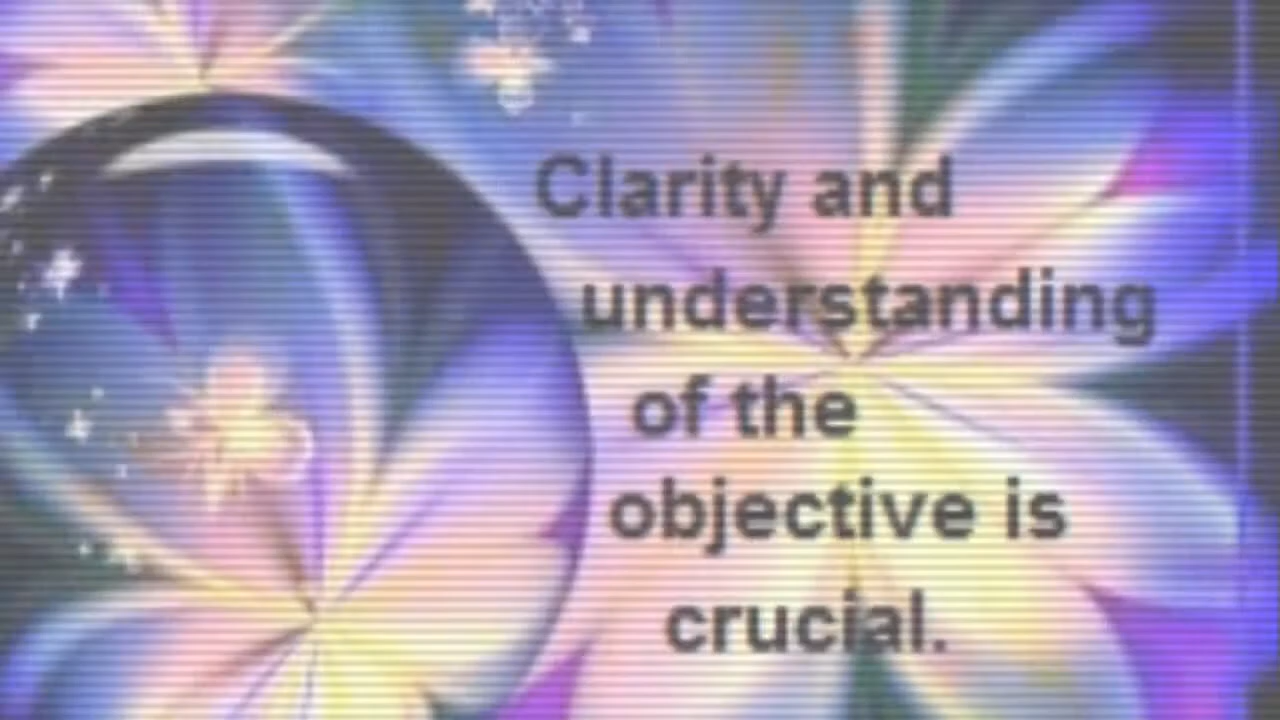 Clarity and
understanding
of the
objective is
crucial.